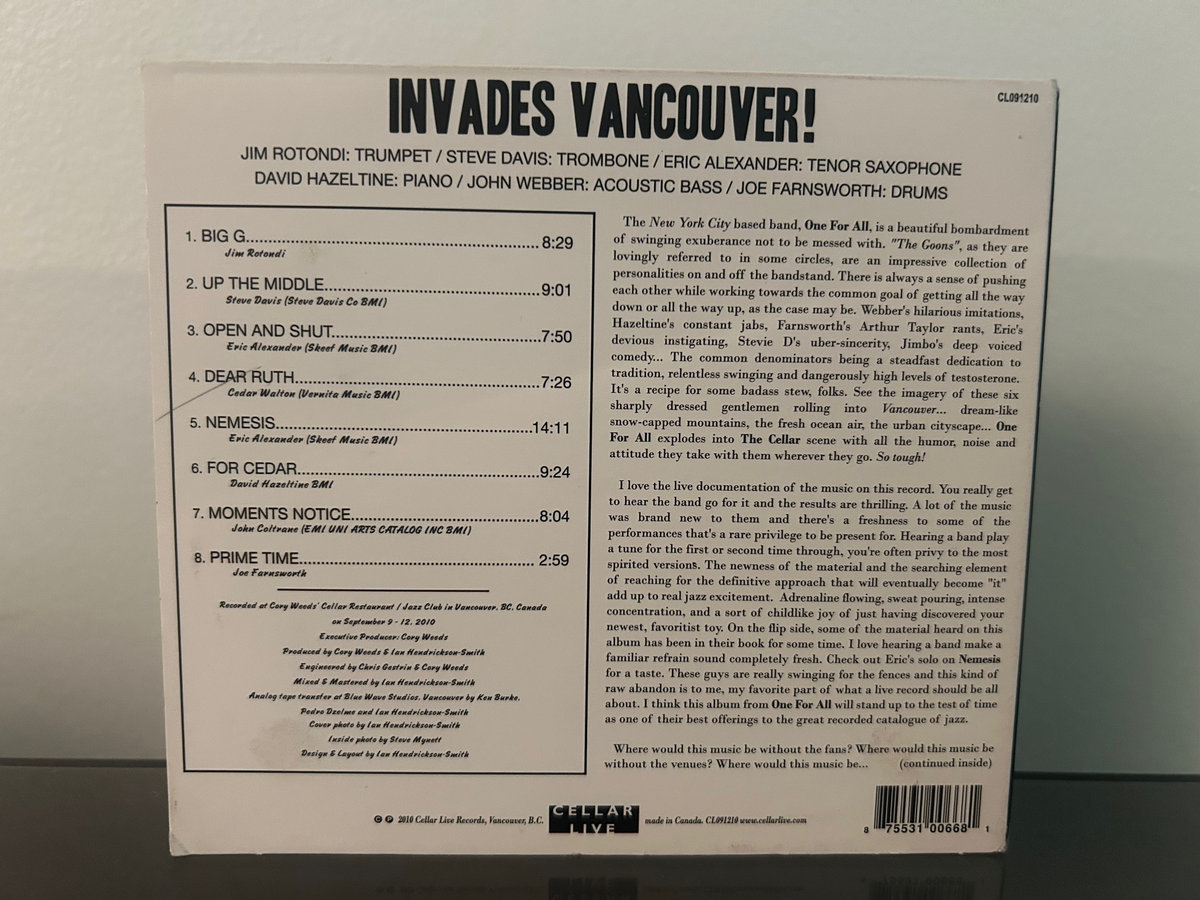 INVADES VANCOUVER!
CL091210
JIM ROTONDI: TRUMPET / STEVE DAVIS: TROMBONE / ERIC ALEXANDER: TENOR SAXOPHONE
DAVID HAZELTINE: PIANO / JOHN WEBBER: ACOUSTIC BASS / JOE FARNSWORTH: DRUMS
1. BIG G.......................................................... 8:29
Jim Rotondi
2. UP THE MIDDLE........................................... 9:01
Steve Davis (Steve Davis Co BMI)
3. OPEN AND SHUT.........................................7:50
Eric Alexander (Skeef Music BMI)
4. DEAR RUTH.................................................7:26
Cedar Walton (Vernita Music BMI)
5. NEMESIS...................................................14:11
Eric Alexander (Skeef Music BMI)
6. FOR CEDAR................................................9:24
David Hazeltine BMI
7. MOMENTS NOTICE.....................................8:04
John Coltrane (EMI UNI ARTS CATALOG INC BMI)
8. PRIME TIME............................................... 2:59
Joe Farnsworth
Recorded at Cory Weeds' Cellar Restaurant / Jazz Club in Vancouver, BC, Canada
on September 9 - 12, 2010
Executive Producer: Cory Weeds
Produced by Cory Weeds & Ian Hendrickson-Smith
Engineered by Chris Gestrin & Cory Weeds
Mixed & Mastered by Ian Hendrickson-Smith
Analog tape transfer at Blue Wave Studios, Vancouver by Ken Burke,
Pedro Dzelme and Ian Hendrickson-Smith
Cover photo by Ian Hendrickson-Smith
Inside photo by Steve Mynett
Design & Layout by Ian Hendrickson-Smith
The New York City based band, One For All, is a beautiful bombardment
of swinging exuberance not to be messed with. "The Goons", as they are
lovingly referred to in some circles, are an impressive collection of
personalities on and off the bandstand. There is always a sense of pushing
each other while working towards the common goal of getting all the way
down or all the way up, as the case may be. Webber's hilarious imitations,
Hazeltine's constant jabs, Farnsworth's Arthur Taylor rants, Eric's
devious instigating, Stevie D's uber-sincerity, Jimbo's deep voiced
comedy... The common denominators being a steadfast dedication to
tradition, relentless swinging and dangerously high levels of testosterone.
It's a recipe for some badass stew, folks. See the imagery of these six
sharply dressed gentlemen rolling into Vancouver... dream-like
snow-capped mountains, the fresh ocean air, the urban cityscape... One
For All explodes into The Cellar scene with all the humor, noise and
attitude they take with them wherever they go. So tough!
I love the live documentation of the music on this record. You really get
to hear the band go for it and the results are thrilling. A lot of the music
was brand new to them and there's a freshness to some of the
performances that's a rare privilege to be present for. Hearing a band play
a tune for the first or second time through, you're often privy to the most
spirited versions. The newness of the material and the searching element
of reaching for the definitive approach that will eventually become "it"
add up to real jazz excitement. Adrenaline flowing, sweat pouring, intense
concentration, and a sort of childlike joy of just having discovered your
newest, favoritist toy. On the flip side, some of the material heard on this
album has been in their book for some time. I love hearing a band make a
familiar refrain sound completely fresh. Check out Eric's solo on Nemesis
for a taste. These guys are really swinging for the fences and this kind of
raw abandon is to me, my favorite part of what a live record should be all
about. I think this album from One For All will stand up to the test of time
as one of their best offerings to the great recorded catalogue of jazz.
Where would this music be without the fans? Where would this music be
without the venues? Where would this music be... (continued inside)
© ℗ 2010 Cellar Live Records, Vancouver, B.C.
CELLAR
LIVE
made in Canada. CL091210 www.cellarlive.com
8 75531 00668 1